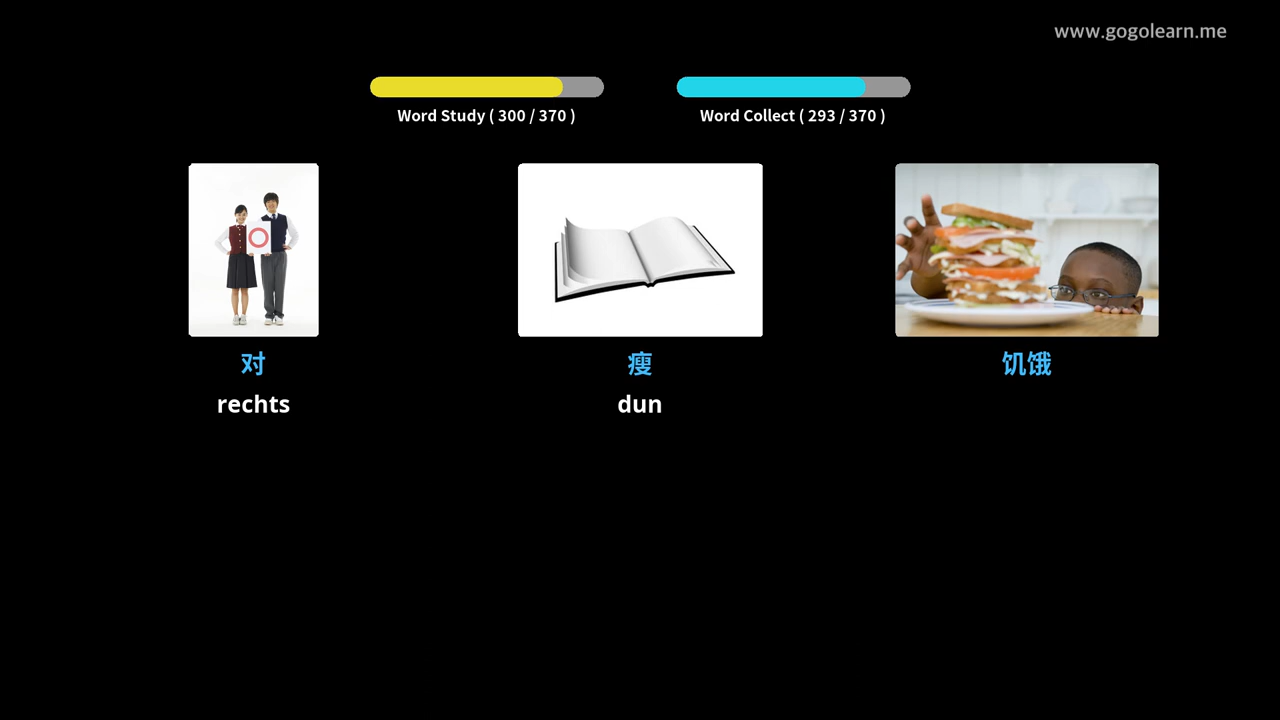 www.gogolearn.me
Word Study ( 300 / 370 )
Word Collect ( 293 / 370 )
对
瘦
饥饿
rechts
dun